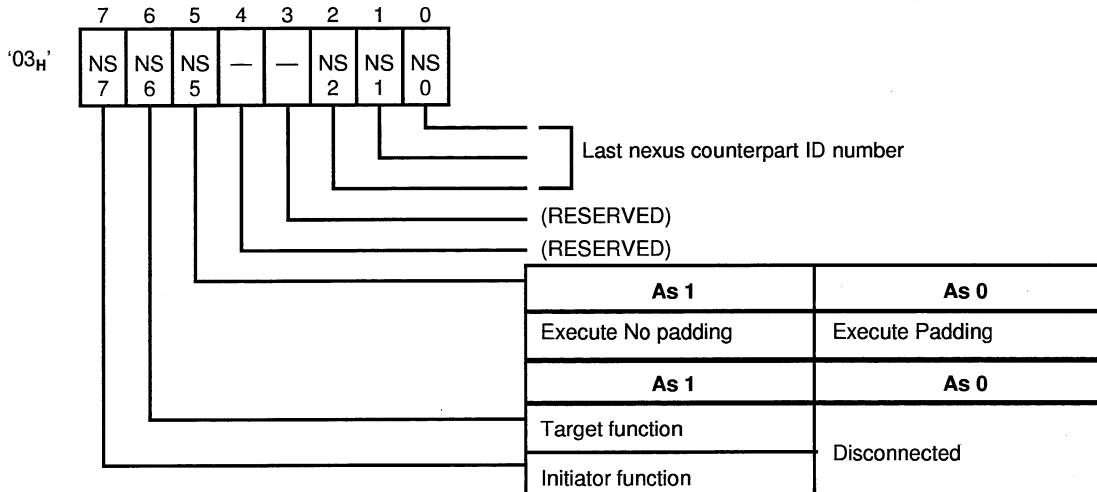 7 6 5 4 3 2 1 0
'03H' NS NS NS — — NS NS NS
7 6 5 2 1 0
Last nexus counterpart ID number
(RESERVED)
(RESERVED)
As 1 As 0
Execute No padding Execute Padding
As 1 As 0
Target function
Disconnected
Initiator function